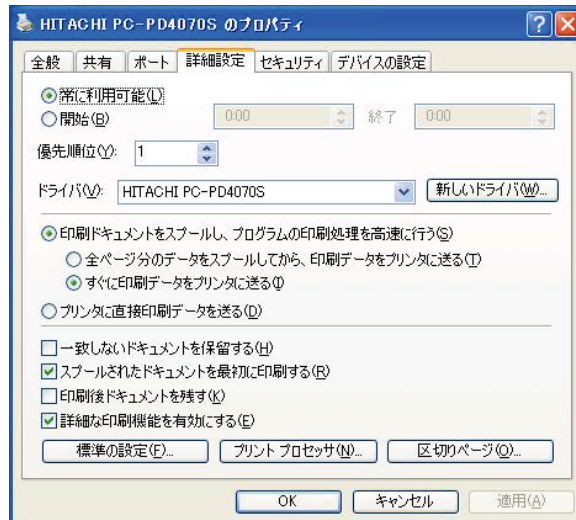 HITACHI PC-PD4070S のプロパティ
全般 共有 ポート 詳細設定 セキュリティ デバイスの設定
常に利用可能(L)
開始(B) 0:00 終了 0:00
優先順位(Y): 1
ドライバ(V): HITACHI PC-PD4070S 新しいドライバ(W)...
印刷ドキュメントをスプールし、プログラムの印刷処理を高速に行う(S)
全ページ分のデータをスプールしてから、印刷データをプリンタに送る(T)
すぐに印刷データをプリンタに送る(I)
プリンタに直接印刷データを送る(D)
一致しないドキュメントを保留する(H)
スプールされたドキュメントを最初に印刷する(R)
印刷後ドキュメントを残す(K)
詳細な印刷機能を有効にする(E)
標準の設定(F)... プリント プロセッサ(N)... 区切りページ(O)...
OK キャンセル 適用(A)